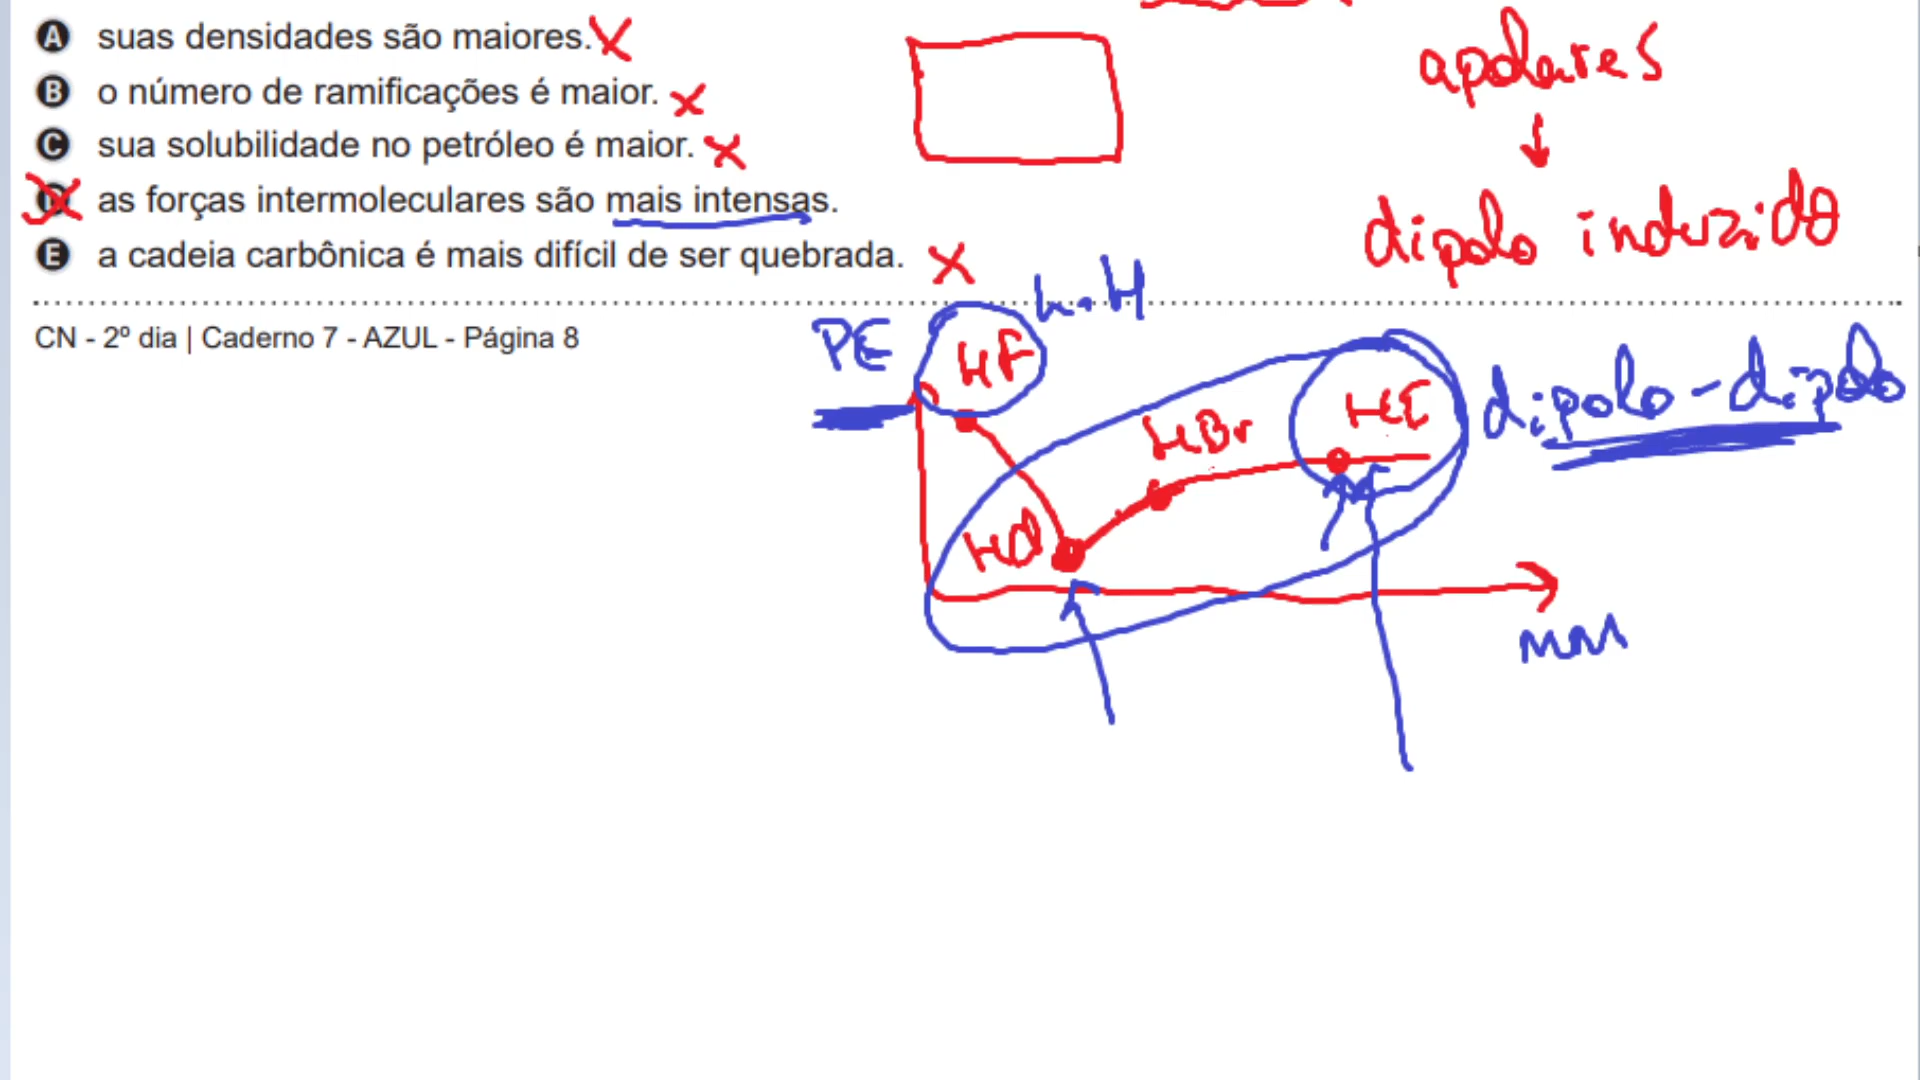 A suas densidades são maiores.
B o número de ramificações é maior.
C sua solubilidade no petróleo é maior.
D as forças intermoleculares são mais intensas.
E a cadeia carbônica é mais difícil de ser quebrada.
CN - 2º dia | Caderno 7 - AZUL - Página 8
apolares
dipolo induzido
PE
HF
L.H
HCl
HBr
HI
dipolo-dipolo
MM